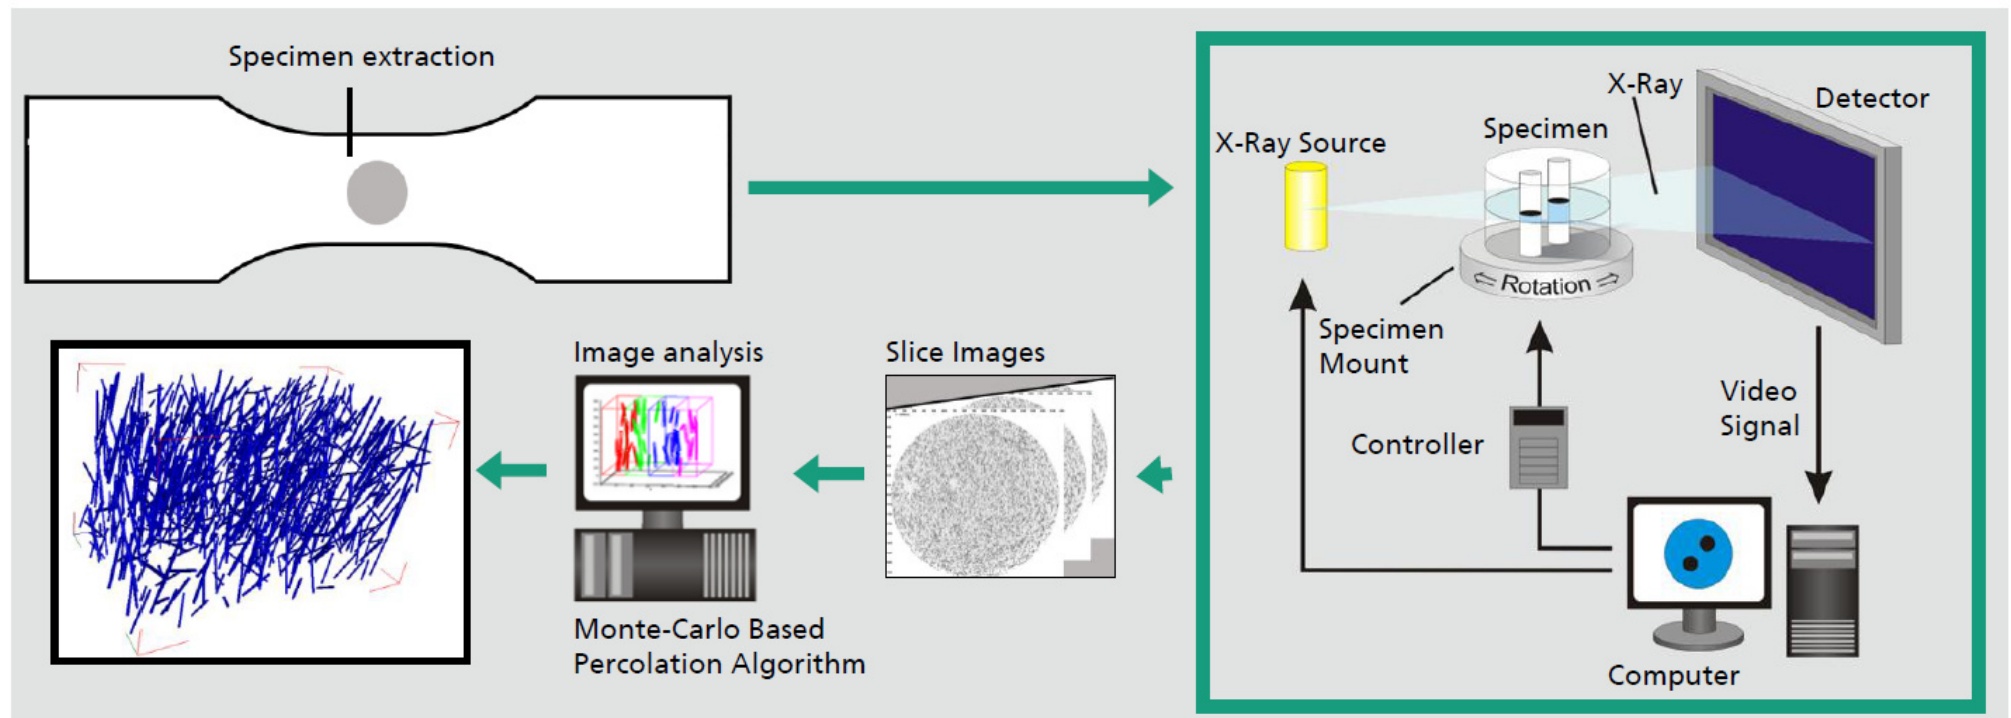 Specimen extraction
X-Ray Source
Specimen
X-Ray
Detector
Rotation
Specimen
Mount
Controller
Video
Signal
Computer
Slice Images
Image analysis
Monte-Carlo Based
Percolation Algorithm